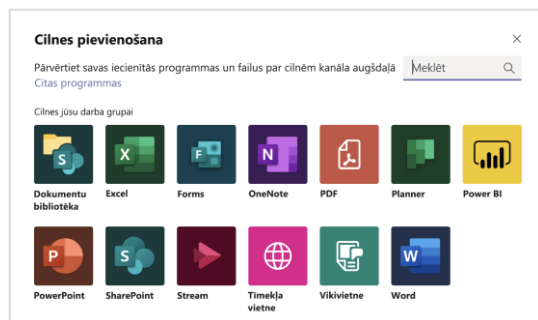 Cilnes pievienošana
Pārvērtiet savas iecienītās programmas un failus par cilnēm kanāla augšdaļā
Meklēt
Citas programmas
Cilnes jūsu darba grupai
Dokumentu bibliotēka
Excel
Forms
OneNote
PDF
Planner
Power BI
PowerPoint
SharePoint
Stream
Tīmekļa vietne
Vikivietne
Word